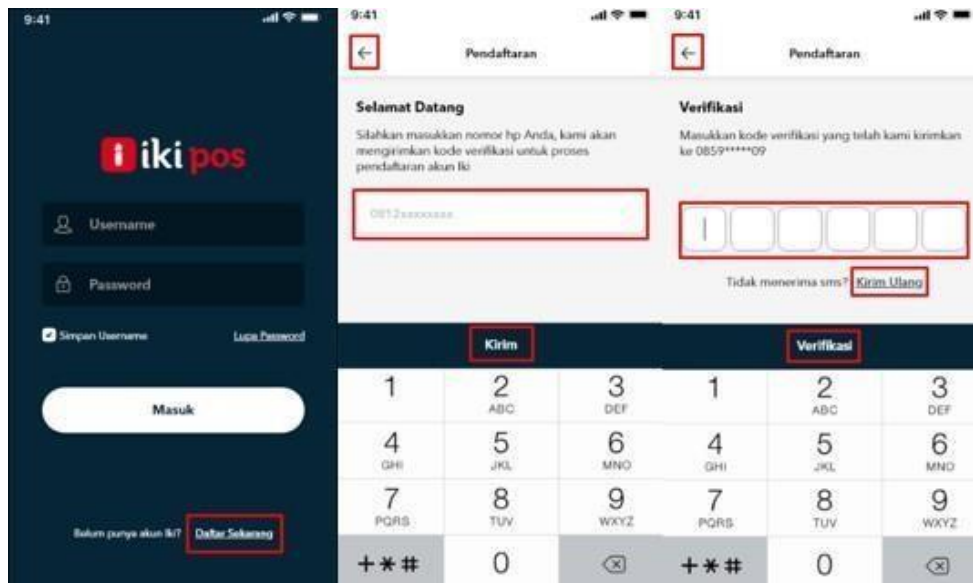 9:41
iki pos
Username
Password
Simpan Username
Lupa Password
Masuk
Belum punya akun Iki? Daftar Sekarang
9:41
Pendaftaran
Selamat Datang
Silahkan masukkan nomor hp Anda, kami akan
mengirimkan kode verifikasi untuk proses
pendaftaran akun Iki
0812xxxxxxxx
Kirim
1
2
ABC
3
DEF
4
GHI
5
JKL
6
MNO
7
PQRS
8
TUV
9
WXYZ
+*#
0
9:41
Pendaftaran
Verifikasi
Masukkan kode verifikasi yang telah kami kirimkan
ke 0859*****09
Tidak menerima sms? Kirim Ulang
Verifikasi
1
2
ABC
3
DEF
4
GHI
5
JKL
6
MNO
7
PQRS
8
TUV
9
WXYZ
+*#
0